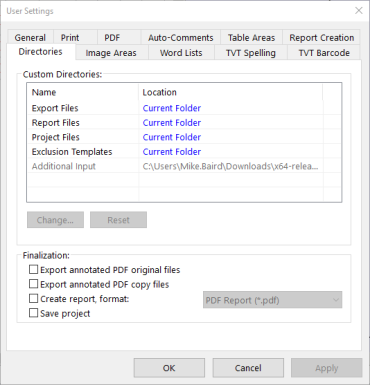 User Settings
General Print PDF Auto-Comments Table Areas Report Creation
Directories Image Areas Word Lists TVT Spelling TVT Barcode
Custom Directories:
Name Location
Export Files Current Folder
Report Files Current Folder
Project Files Current Folder
Exclusion Templates Current Folder
Additional Input C:\Users\Mike.Baird\Downloads\x64-relea...
Change... Reset
Finalization:
Export annotated PDF original files
Export annotated PDF copy files
Create report, format: PDF Report (*.pdf)
Save project
OK Cancel Apply